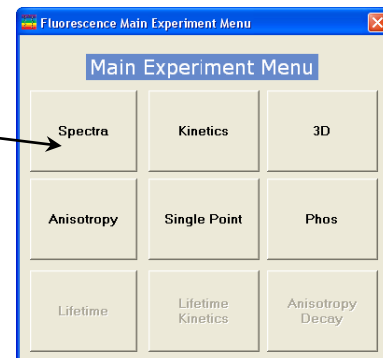 Fluorescence Main Experiment Menu
Main Experiment Menu
Spectra
Kinetics
3D
Anisotropy
Single Point
Phos
Lifetime
Lifetime
Kinetics
Anisotropy
Decay